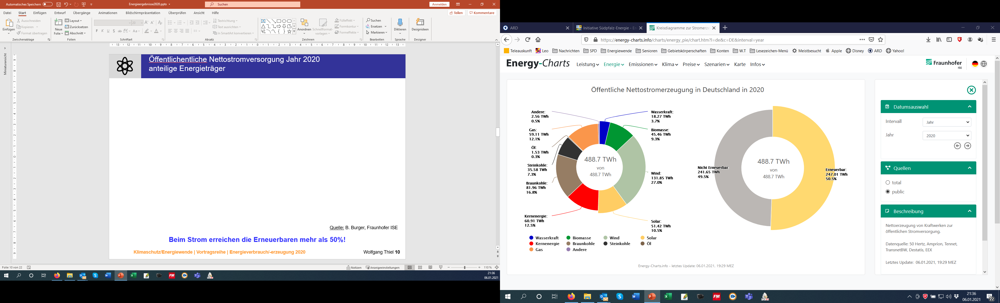 Automatisches Speichern
Energieergebnisse2020.pptx
Suchen
Anmelden
Datei Start Einfügen Entwurf Übergänge Animationen Bildschirmpräsentation Überprüfen Ansicht Hilfe
Teilen Kommentare
Einfügen
Ausschneiden
Kopieren
Format übertragen
Zwischenablage
Neue Folie
Layout
Zurücksetzen
Abschnitt
Folien
20
F K U S ab AV Aa A
Schriftart
Textrichtung
Text ausrichten
In SmartArt konvertieren
Absatz
Anordnen
Schnellformat-
vorlagen
Fülleffekt
Formkontur
Formeffekte
Zeichnen
Suchen
Ersetzen
Markieren
Bearbeiten
Diktieren
Sprache
Designideen
Designer
Miniaturansicht
Öffentlichentliche Nettostromversorgung Jahr 2020
anteilige Energieträger
Quelle: B. Burger, Fraunhofer ISE
Beim Strom erreichen die Erneuerbaren mehr als 50%!
Klimaschutz/Energiewende | Vortragsreihe | Energieverbrauch/-erzeugung 2020
Wolfgang Thiel 10
Folie 10 von 22
Notizen
Anzeigeeinstellungen
110 %
21:36
06.01.2021
ARD
Initiative Südpfalz-Energie - En
Kreisdiagramme zur Stromerze
https://energy-charts.info/charts/energy_pie/chart.htm?l=de&c=DE&interval=year
Teleauskunft Leo Nachrichten SPD Energiewende Senioren Gebietskörperschaften Konten W.T Lesezeichen-Menü Meistbesucht Apple Disney ARD Yahoo!
Energy-Charts
Leistung Energie Emissionen Klima Preise Szenarien Karte Infos
Fraunhofer
ISE
Öffentliche Nettostromerzeugung in Deutschland in 2020
Andere:
2.56 TWh
0.5%
Gas:
59.11 TWh
12.1%
Öl:
1.53 TWh
0.3%
Steinkohle:
35.58 TWh
7.3%
Braunkohle:
81.96 TWh
16.8%
Kernenergie:
60.91 TWh
12.5%
Wasserkraft:
18.27 TWh
3.7%
Biomasse:
45.46 TWh
9.3%
Wind:
131.85 TWh
27.0%
Solar:
51.42 TWh
10.5%
488.7 TWh
von
488.7 TWh
Nicht Erneuerbar:
241.65 TWh
49.5%
488.7 TWh
von
488.7 TWh
Erneuerbar:
247.01 TWh
50.5%
Wasserkraft Biomasse Wind Solar
Kernenergie Braunkohle Steinkohle Öl
Gas Andere
Energy-Charts.info - letztes Update: 06.01.2021, 19:29 MEZ
Datumsauswahl
Intervall Jahr
Jahr 2020
Quellen
total
public
Beschreibung
Nettoerzeugung von Kraftwerken zur
öffentlichen Stromversorgung.
Datenquelle: 50 Hertz, Amprion, Tennet,
TransnetBW, Destatis, EEX
Letztes Update: 06.01.2021, 19:29 MEZ
21:36
06.01.2021
22